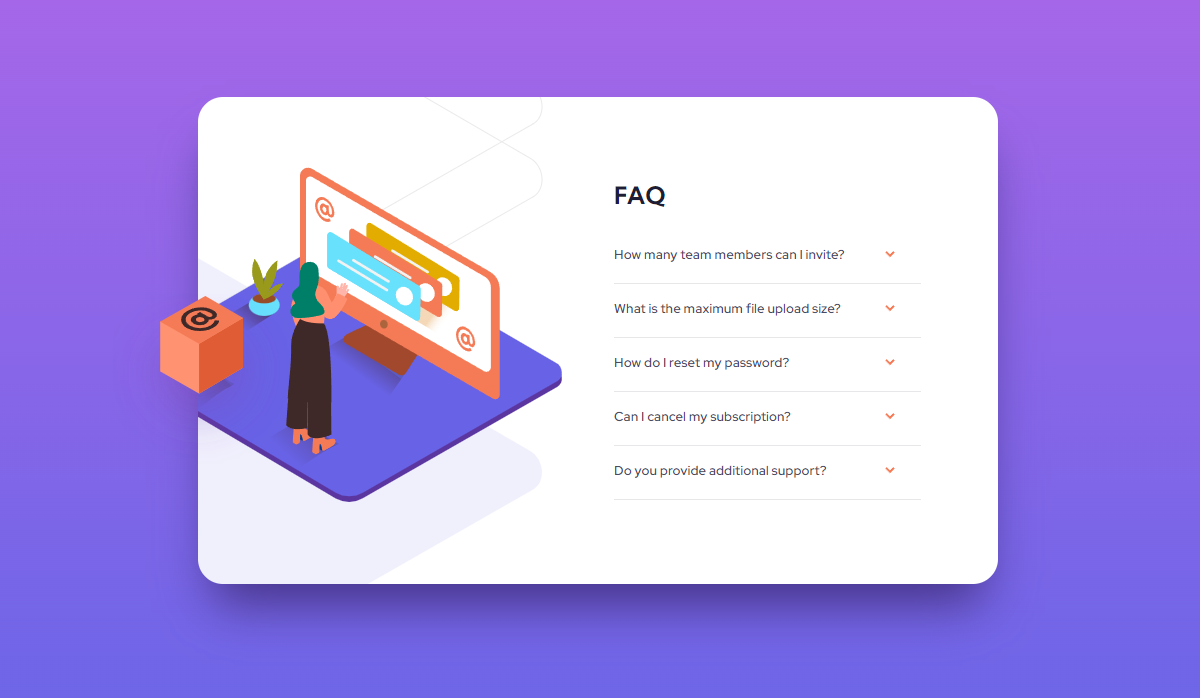 @
@
@
FAQ
How many team members can I invite?
What is the maximum file upload size?
How do I reset my password?
Can I cancel my subscription?
Do you provide additional support?